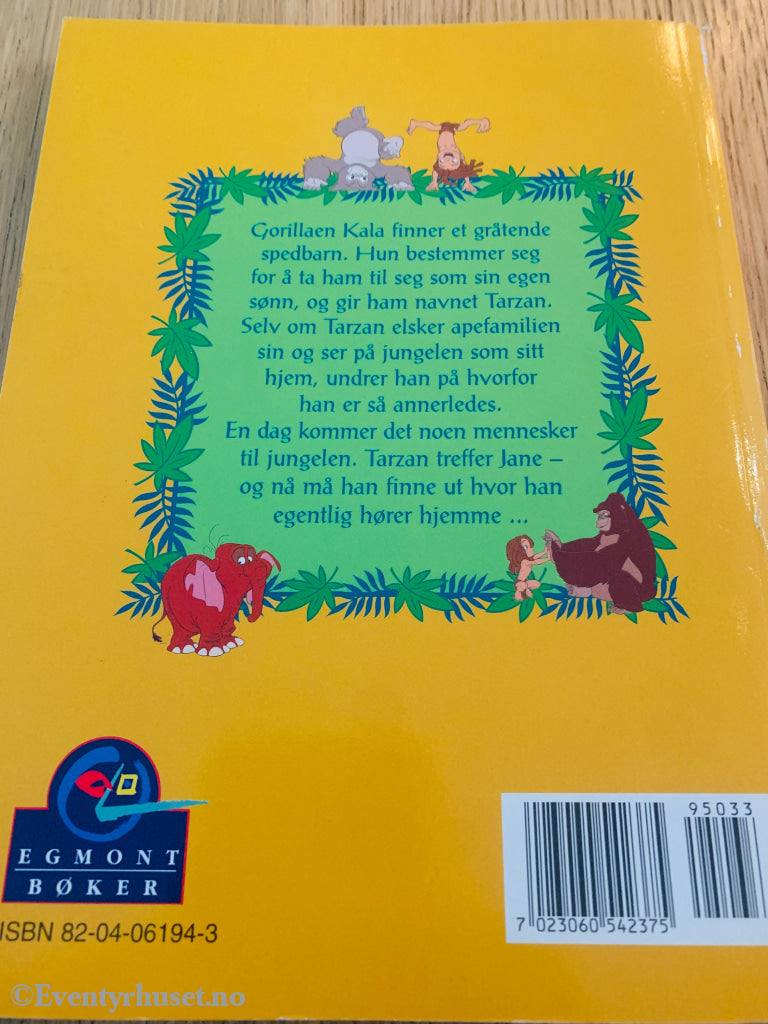 Gorillaen Kala finner et gråtende
spedbarn. Hun bestemmer seg
for å ta ham til seg som sin egen
sønn, og gir ham navnet Tarzan.
Selv om Tarzan elsker apefamilien
sin og ser på jungelen som sitt
hjem, undrer han på hvorfor
han er så annerledes.
En dag kommer det noen mennesker
til jungelen. Tarzan treffer Jane –
og nå må han finne ut hvor han
egentlig hører hjemme ...
EGMONT
BØKER
ISBN 82-04-06194-3
95033
7 023060 542375
©Eventyrhuset.no